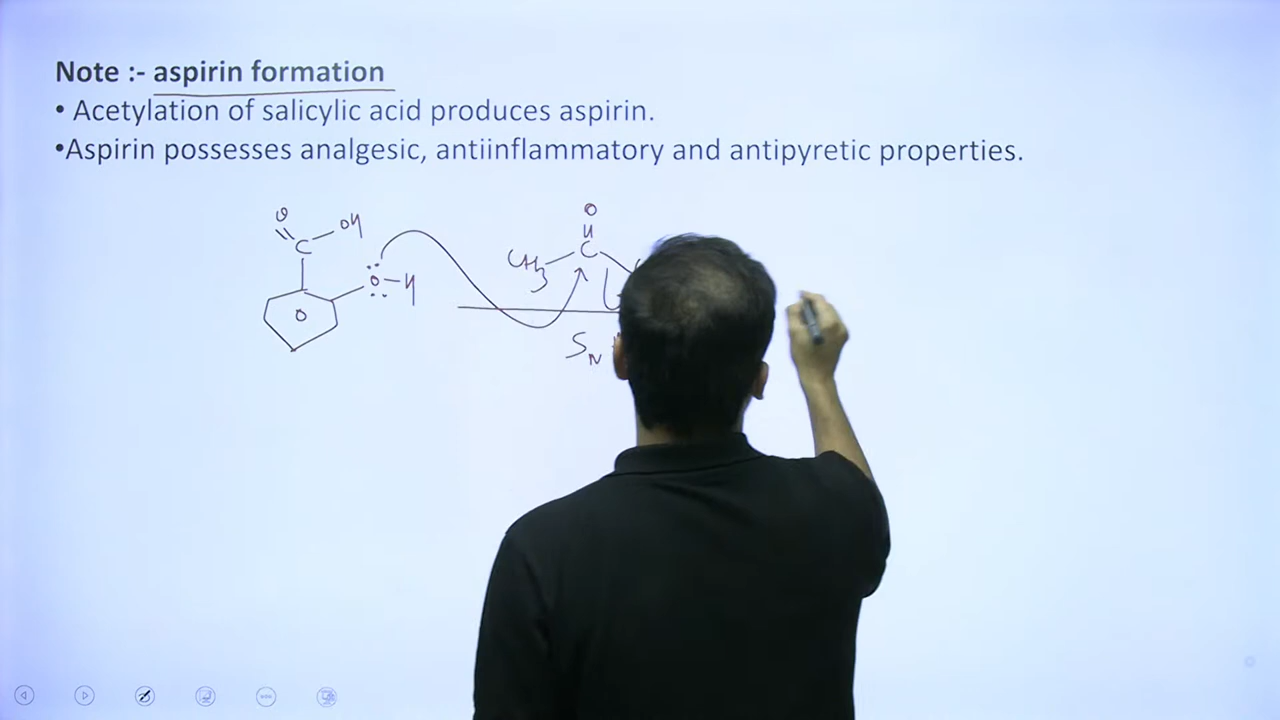 Note :- aspirin formation
• Acetylation of salicylic acid produces aspirin.
•Aspirin possesses analgesic, antiinflammatory and antipyretic properties.
O
C
OH
O
H
CH3
O
C
SN